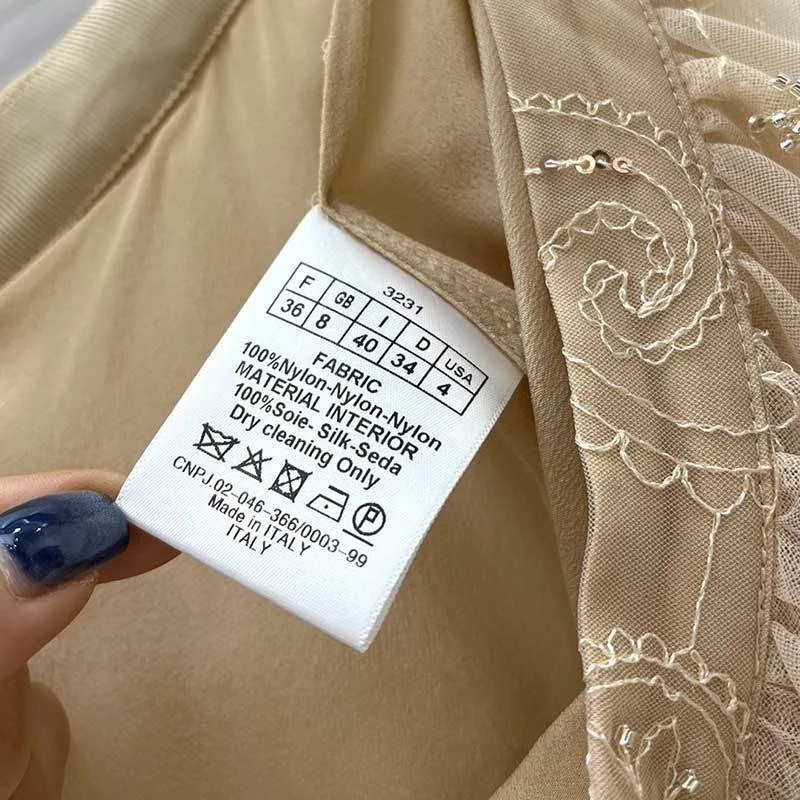 3231
F GB I D USA
36 8 40 34 4
FABRIC
100%Nylon-Nylon-Nylon
MATERIAL INTERIOR
100%Soie- Silk-Seda
Dry cleaning Only
P
CNPJ.02-046-366/0003-99
Made in ITALY
ITALY